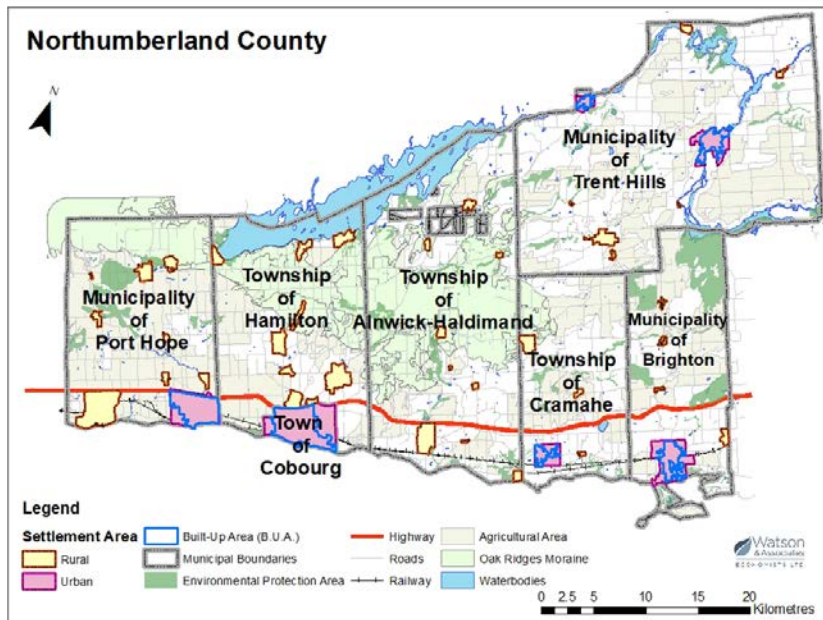 Northumberland County
N
Municipality
of
Trent Hills
Township
of
Hamilton
Township
of
Alnwick-Haldimand
Municipality
of
Port Hope
Municipality
of
Brighton
Township
of
Cramahe
Town
of
Cobourg
Legend
Settlement Area
Rural
Urban
Built-Up Area (B.U.A.)
Municipal Boundaries
Environmental Protection Area
Highway
Roads
Railway
Agricultural Area
Oak Ridges Moraine
Waterbodies
Watson
& Associates
ECONOMISTS LTD.
0 2.5 5 10 15 20
Kilometres